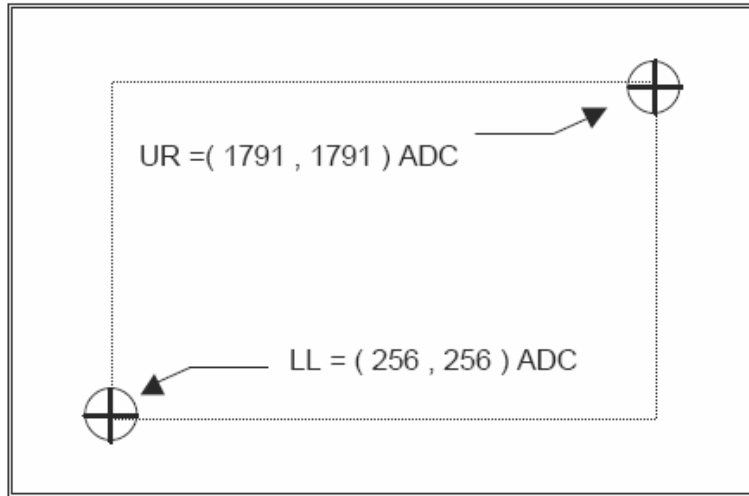 UR =( 1791 , 1791 ) ADC
LL = ( 256 , 256 ) ADC